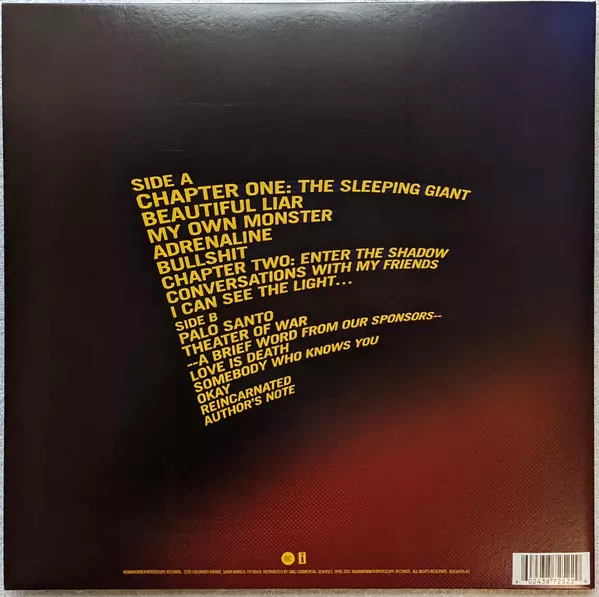 SIDE A
CHAPTER ONE: THE SLEEPING GIANT
BEAUTIFUL LIAR
MY OWN MONSTER
ADRENALINE
BULLSHIT
CHAPTER TWO: ENTER THE SHADOW
CONVERSATIONS WITH MY FRIENDS
I CAN SEE THE LIGHT...
SIDE B
PALO SANTO
THEATER OF WAR
--A BRIEF WORD FROM OUR SPONSORS--
LOVE IS DEATH
SOMEBODY WHO KNOWS YOU
OKAY
REINCARNATED
AUTHOR'S NOTE
02438 72522